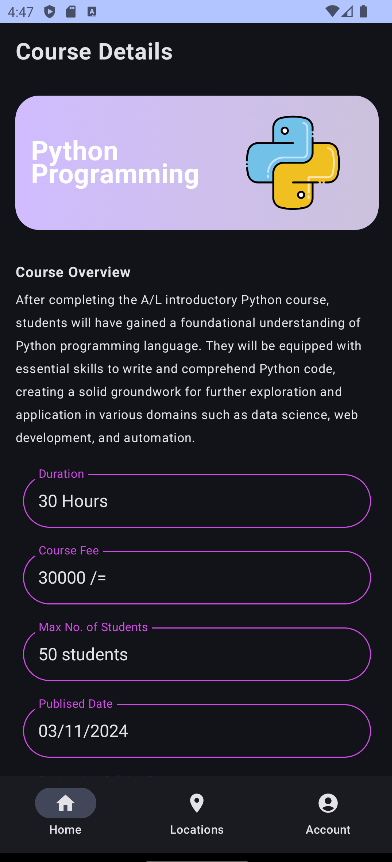 4:47
Course Details
Python
Programming
Course Overview
After completing the A/L introductory Python course,
students will have gained a foundational understanding of
Python programming language. They will be equipped with
essential skills to write and comprehend Python code,
creating a solid groundwork for further exploration and
application in various domains such as data science, web
development, and automation.
Duration
30 Hours
Course Fee
30000 /=
Max No. of Students
50 students
Publised Date
03/11/2024
Home
Locations
Account